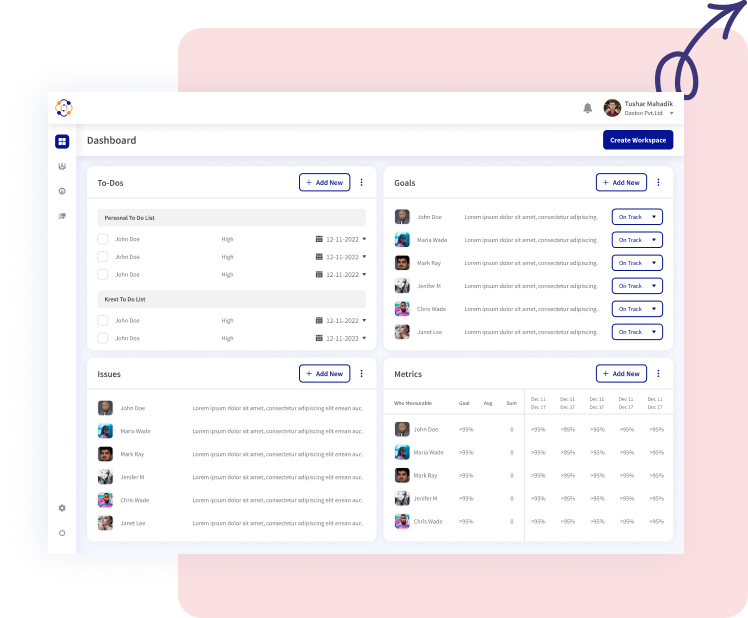 Tushar Mahadik
Daxton Pvt.Ltd
Dashboard
Create Workspace
To-Dos
+ Add New
Personal To Do List
John Doe High 12-11-2022
John Doe High 12-11-2022
John Doe High 12-11-2022
Krext To Do List
John Doe High 12-11-2022
John Doe High 12-11-2022
Goals
+ Add New
John Doe Lorem ipsum dolor sit amet, consectetur adipiscing. On Track
Maria Wade Lorem ipsum dolor sit amet, consectetur adipiscing. On Track
Mark Ray Lorem ipsum dolor sit amet, consectetur adipiscing. On Track
Jenifer M Lorem ipsum dolor sit amet, consectetur adipiscing. On Track
Chris Wade Lorem ipsum dolor sit amet, consectetur adipiscing. On Track
Janet Lee Lorem ipsum dolor sit amet, consectetur adipiscing. On Track
Issues
+ Add New
John Doe Lorem ipsum dolor sit amet, consectetur adipiscing elit enean auc.
Maria Wade Lorem ipsum dolor sit amet, consectetur adipiscing elit enean auc.
Mark Ray Lorem ipsum dolor sit amet, consectetur adipiscing elit enean auc.
Jenifer M Lorem ipsum dolor sit amet, consectetur adipiscing elit enean auc.
Chris Wade Lorem ipsum dolor sit amet, consectetur adipiscing elit enean auc.
Janet Lee Lorem ipsum dolor sit amet, consectetur adipiscing elit enean auc.
Metrics
+ Add New
Who Measurable Goal Avg Sum Dec 11 Dec 11 Dec 11 Dec 11 Dec 11
Dec 17 Dec 17 Dec 17 Dec 17 Dec 17
John Doe >95% 0 >95% >95% >95% >95% >95%
Maria Wade >95% 0 >95% >95% >95% >95% >95%
Mark Ray >95% 0 >95% >95% >95% >95% >95%
Jenifer M >95% 0 >95% >95% >95% >95% >95%
Chris Wade >95% 0 >95% >95% >95% >95% >95%